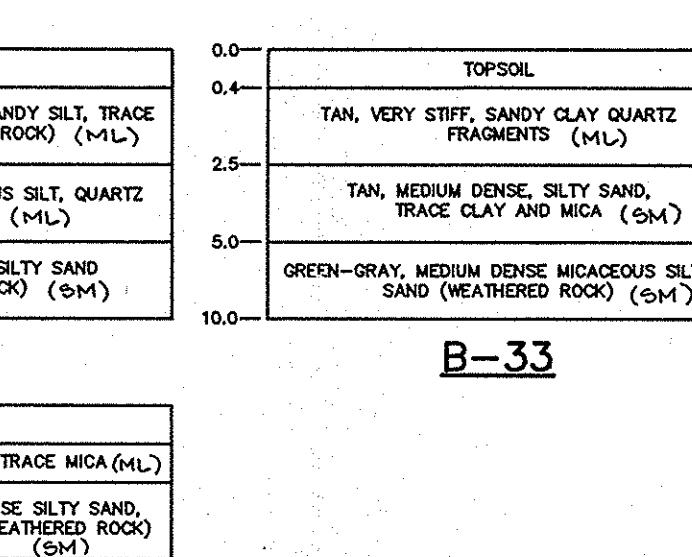 ANDY SILT, TRACE
ROCK) (ML)
US SILT, QUARTZ
(ML)
SILTY SAND
CK) (SM)
0.0
TOPSOIL
0.4
TAN, VERY STIFF, SANDY CLAY QUARTZ
FRAGMENTS (ML)
2.5
TAN, MEDIUM DENSE, SILTY SAND,
TRACE CLAY AND MICA (SM)
5.0
GREEN-GRAY, MEDIUM DENSE MICACEOUS SIL
SAND (WEATHERED ROCK) (SM)
10.0
B-33
TRACE MICA (ML)
SE SILTY SAND,
EATHERED ROCK)
(SM)